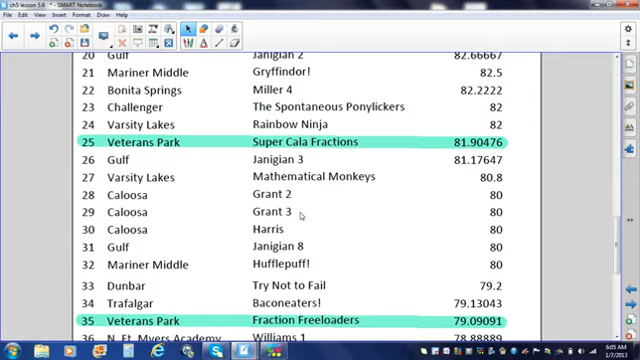 ch5 lesson 5.6 * - SMART Notebook
File Edit View Insert Format Draw Help
20 Gulf Janigian 2 82.66667
21 Mariner Middle Gryffindor! 82.5
22 Bonita Springs Miller 4 82.2222
23 Challenger The Spontaneous Ponylickers 82
24 Varsity Lakes Rainbow Ninja 82
25 Veterans Park Super Cala Fractions 81.90476
26 Gulf Janigian 3 81.17647
27 Varsity Lakes Mathematical Monkeys 80.8
28 Caloosa Grant 2 80
29 Caloosa Grant 3 80
30 Caloosa Harris 80
31 Gulf Janigian 8 80
32 Mariner Middle Hufflepuff! 80
33 Dunbar Try Not to Fail 79.2
34 Trafalgar Baconeaters! 79.13043
35 Veterans Park Fraction Freeloaders 79.09091
36 N. Ft. Myers Academy Williams 1 78.88889
6:05 AM